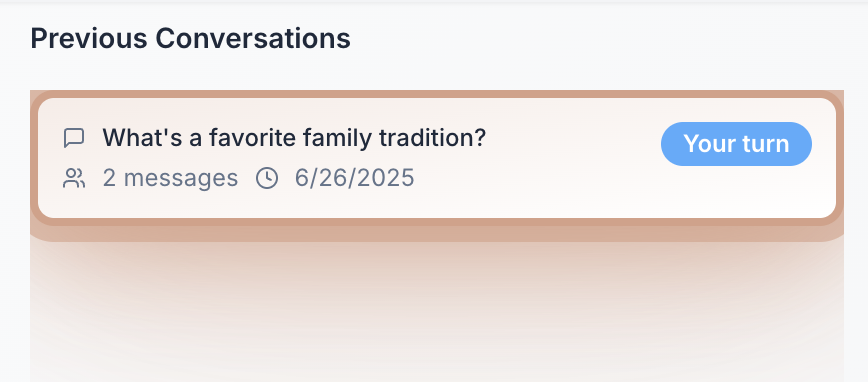 Previous Conversations
What's a favorite family tradition?
Your turn
2 messages 6/26/2025